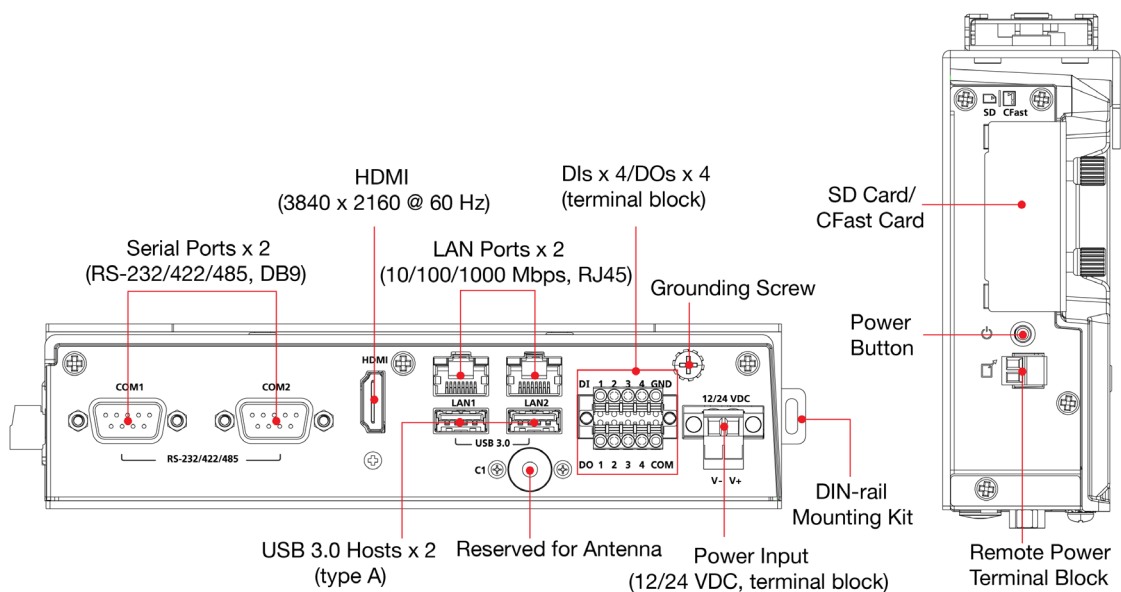 HDMI
(3840 x 2160 @ 60 Hz)
DIs x 4/DOs x 4
(terminal block)
Serial Ports x 2
(RS-232/422/485, DB9)
LAN Ports x 2
(10/100/1000 Mbps, RJ45)
Grounding Screw
HDMI
COM1
COM2
RS-232/422/485
LAN1
LAN2
USB 3.0
C1
DI 1 2 3 4 GND
DO 1 2 3 4 COM
12/24 VDC
V- V+
USB 3.0 Hosts x 2
(type A)
Reserved for Antenna
Power Input
(12/24 VDC, terminal block)
DIN-rail
Mounting Kit
SD CFast
SD Card/
CFast Card
Power
Button
Remote Power
Terminal Block